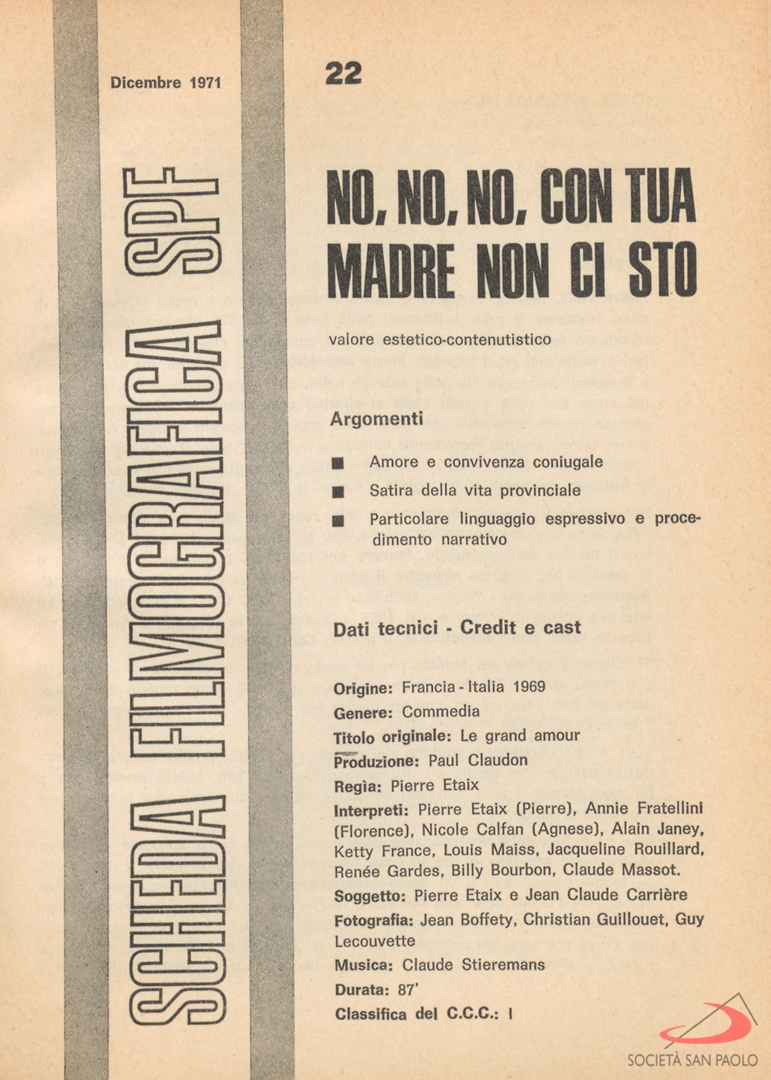 Dicembre 1971
22
SCHEDA FILMOGRAFICA SPF
NO, NO, NO, CON TUA
MADRE NON CI STO
valore estetico-contenutistico
Argomenti
■ Amore e convivenza coniugale
■ Satira della vita provinciale
■ Particolare linguaggio espressivo e proce-
dimento narrativo
Dati tecnici - Credit e cast
Origine: Francia - Italia 1969
Genere: Commedia
Titolo originale: Le grand amour
Produzione: Paul Claudon
Regìa: Pierre Etaix
Interpreti: Pierre Etaix (Pierre), Annie Fratellini
(Florence), Nicole Calfan (Agnese), Alain Janey,
Ketty France, Louis Maiss, Jacqueline Rouillard,
Renée Gardes, Billy Bourbon, Claude Massot.
Soggetto: Pierre Etaix e Jean Claude Carrière
Fotografia: Jean Boffety, Christian Guillouet, Guy
Lecouvette
Musica: Claude Stieremans
Durata: 87'
Classifica del C.C.C.: I
SOCIETÀ SAN PAOLO